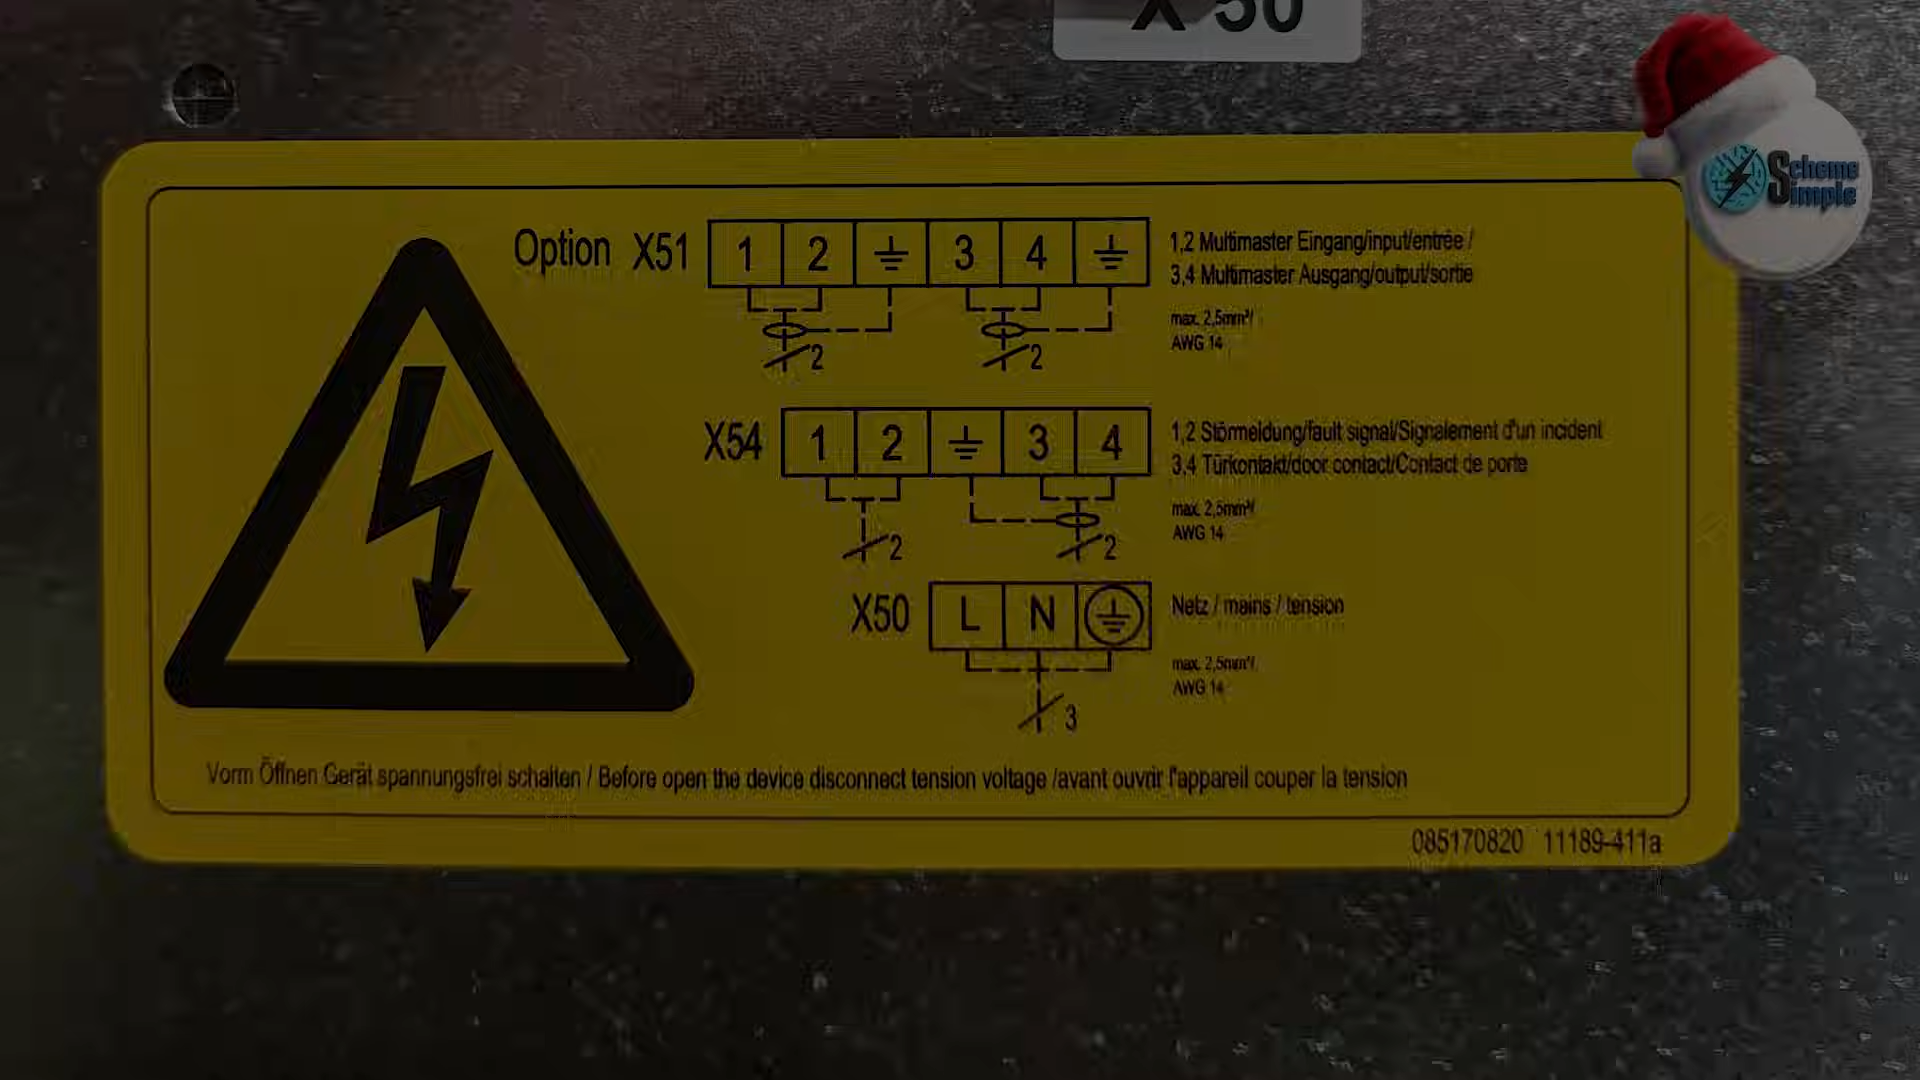 X 50
Scheme
Simple
Option X51 1 2 3 4
1,2 Multimaster Eingang/input/entrée /
3,4 Multimaster Ausgang/output/sortie
max. 2,5mm²/
AWG 14
2 2
X54 1 2 3 4
1,2 Störmeldung/fault signal/Signalement d'un incident
3,4 Türkontakt/door contact/Contact de porte
max. 2,5mm²/
AWG 14
2 2
X50 L N
Netz / mains / tension
max. 2,5mm²/
AWG 14
3
Vorm Öffnen Gerät spannungsfrei schalten / Before open the device disconnect tension voltage /avant ouvrir l'appareil couper la tension
085170820 11189-411a